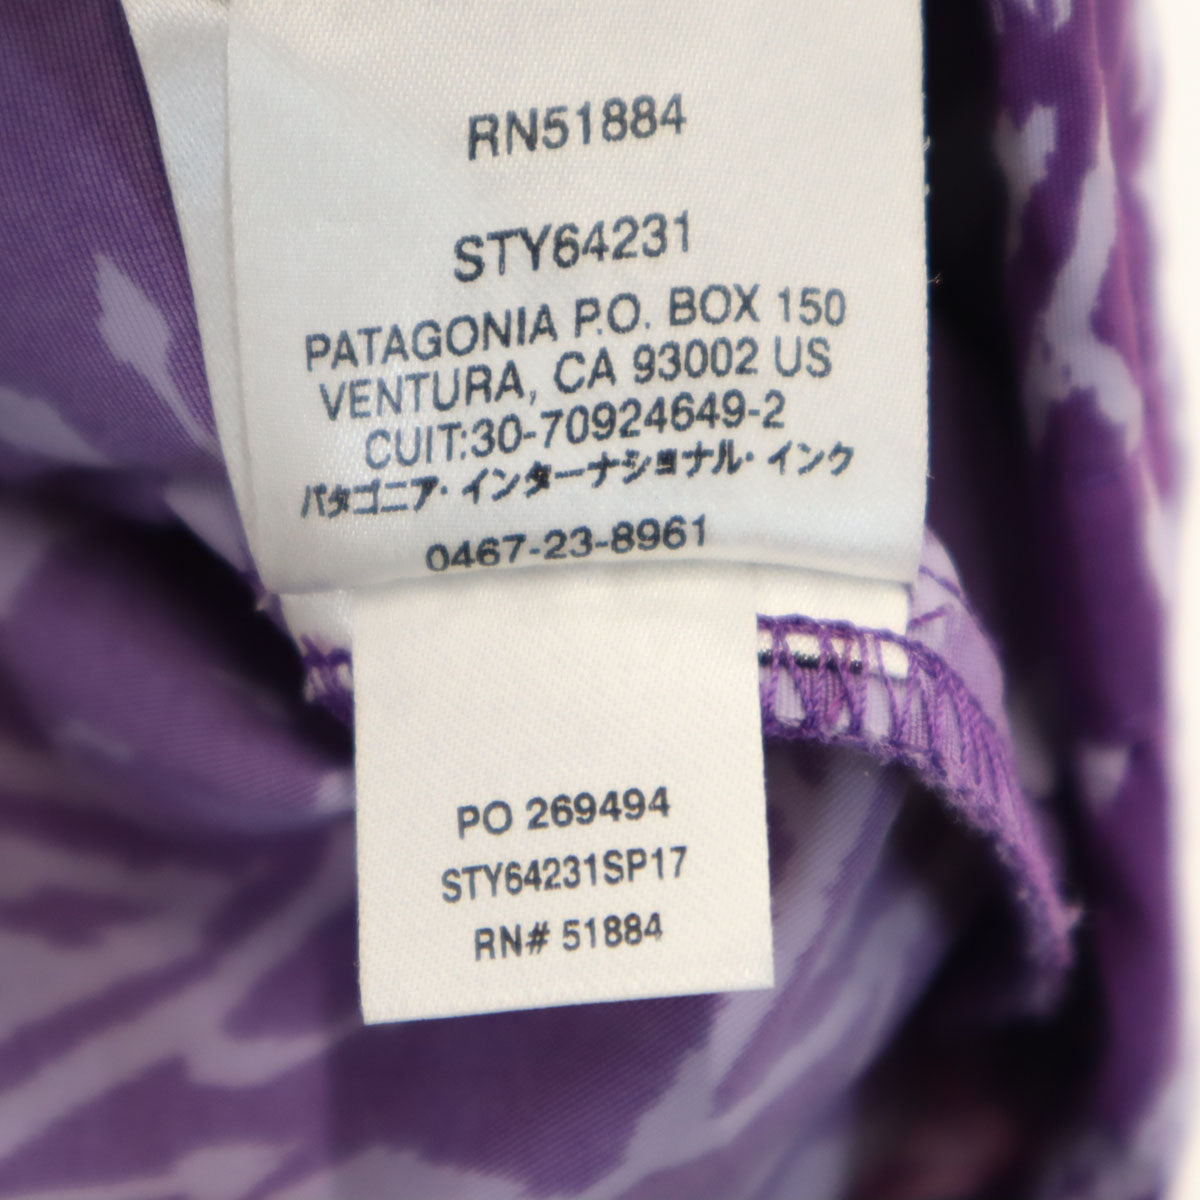 RN51884
STY64231
PATAGONIA P.O. BOX 150
VENTURA, CA 93002 US
CUIT:30-70924649-2
パタゴニア・インターナショナル・インク
0467-23-8961
PO 269494
STY64231SP17
RN# 51884